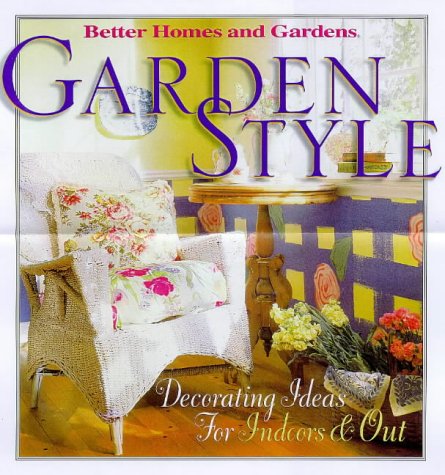 Better Homes and Gardens®
GARDEN
STYLE
Decorating Ideas
For Indoors & Out